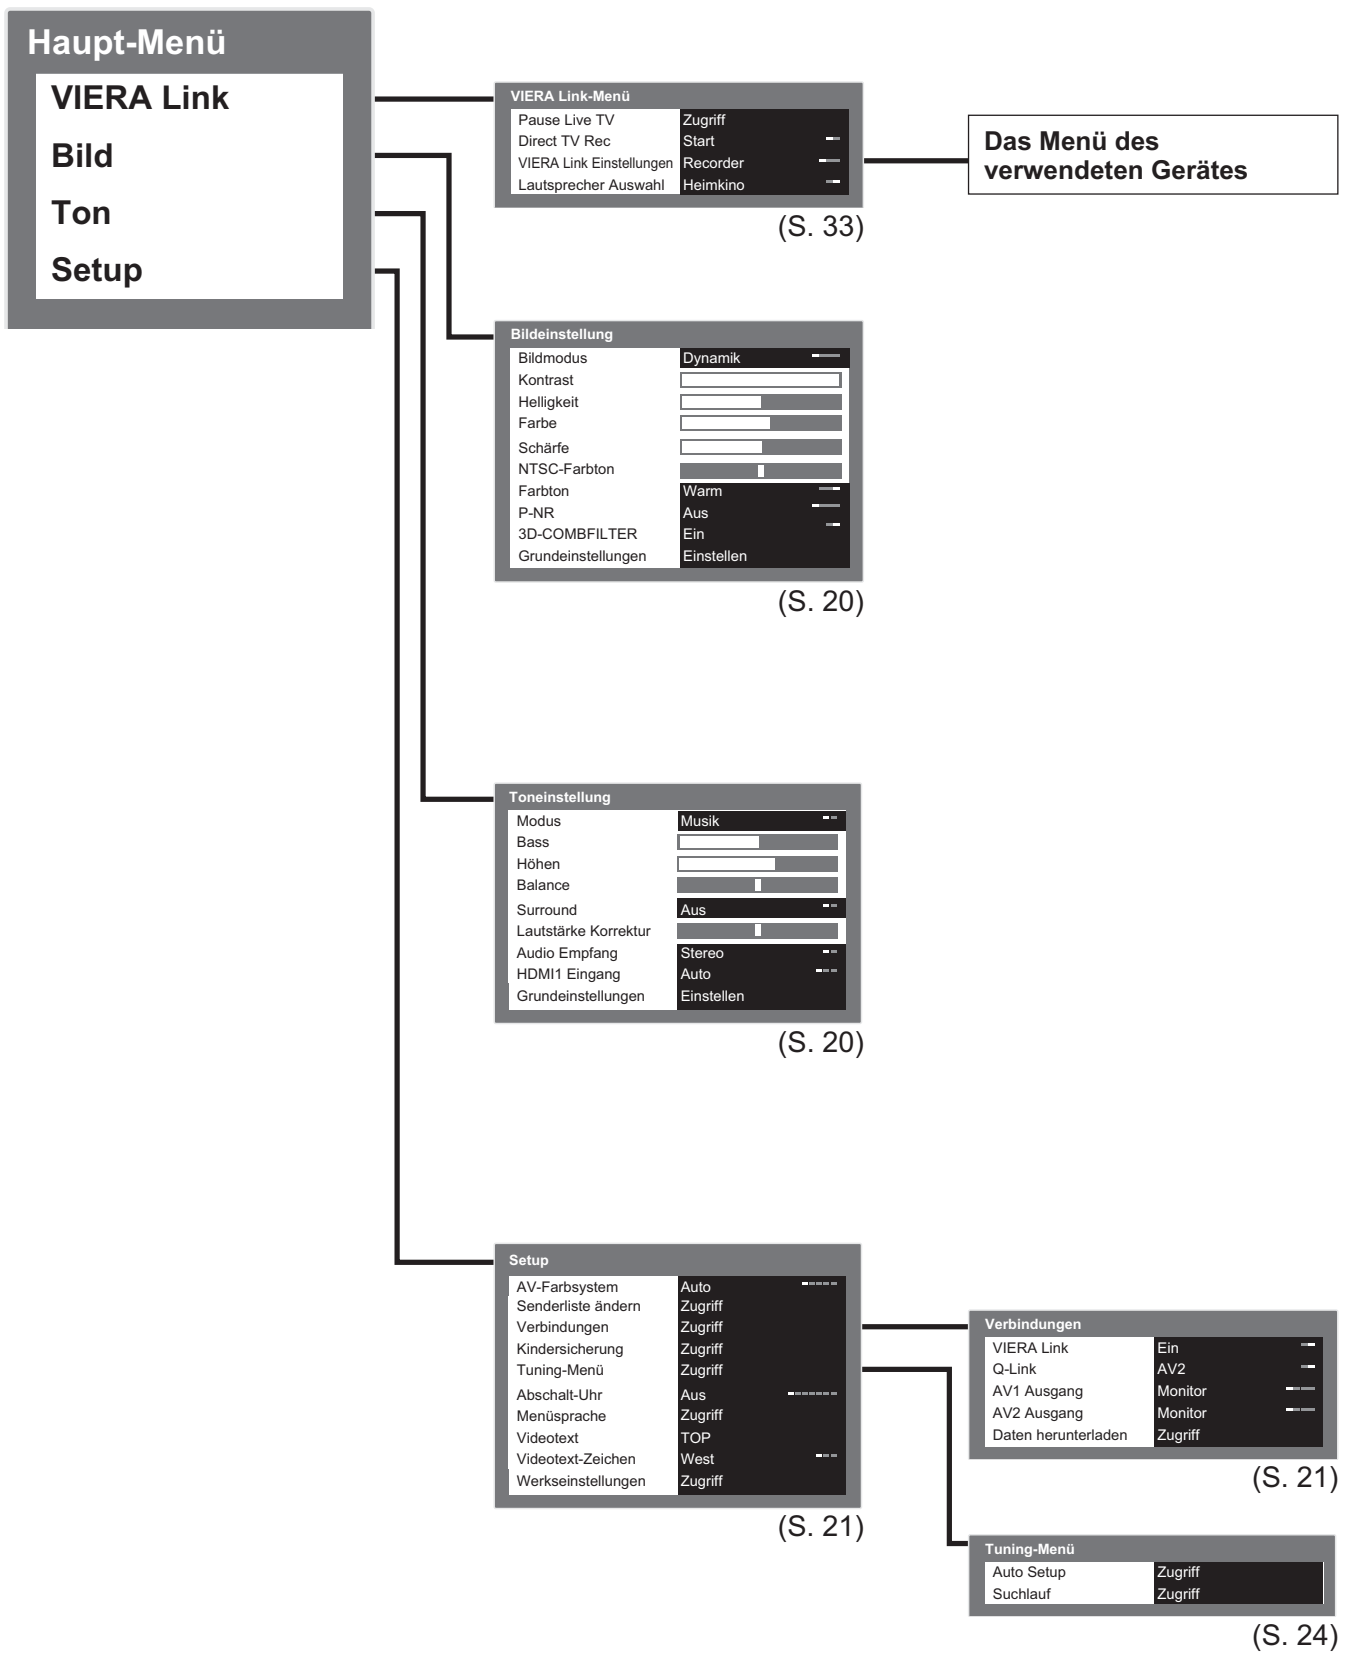 Haupt-Menü
VIERA Link
Bild
Ton
Setup
VIERA Link-Menü
Pause Live TV Zugriff
Direct TV Rec Start
VIERA Link Einstellungen Recorder
Lautsprecher Auswahl Heimkino
(S. 33)
Das Menü des
verwendeten Gerätes
Bildeinstellung
Bildmodus Dynamik
Kontrast
Helligkeit
Farbe
Schärfe
NTSC-Farbton
Farbton Warm
P-NR Aus
3D-COMBFILTER Ein
Grundeinstellungen Einstellen
(S. 20)
Toneinstellung
Modus Musik
Bass
Höhen
Balance
Surround Aus
Lautstärke Korrektur
Audio Empfang Stereo
HDMI1 Eingang Auto
Grundeinstellungen Einstellen
(S. 20)
Setup
AV-Farbsystem Auto
Senderliste ändern Zugriff
Verbindungen Zugriff
Kindersicherung Zugriff
Tuning-Menü Zugriff
Abschalt-Uhr Aus
Menüsprache Zugriff
Videotext TOP
Videotext-Zeichen West
Werkseinstellungen Zugriff
(S. 21)
Verbindungen
VIERA Link Ein
Q-Link AV2
AV1 Ausgang Monitor
AV2 Ausgang Monitor
Daten herunterladen Zugriff
(S. 21)
Tuning-Menü
Auto Setup Zugriff
Suchlauf Zugriff
(S. 24)